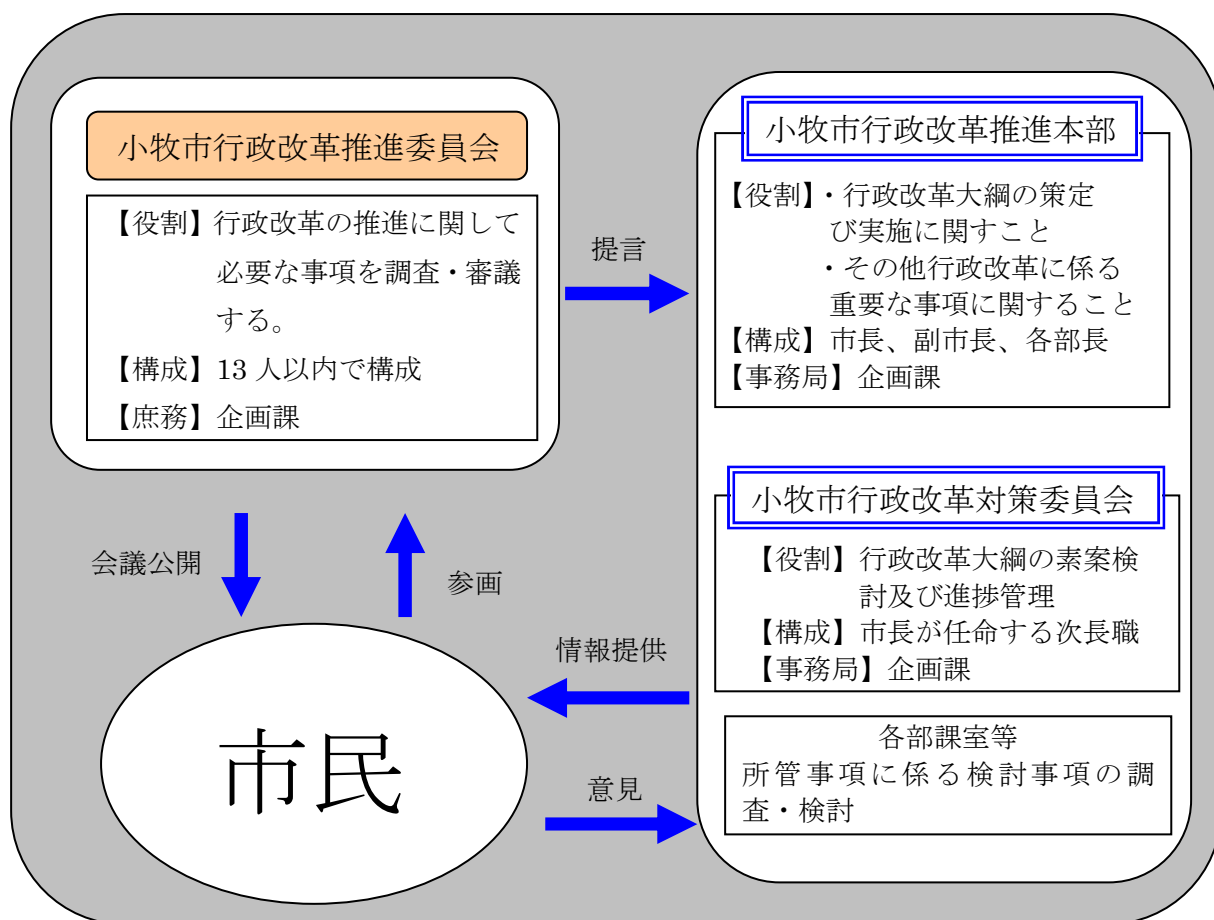 小牧市行政改革推進委員会
【役割】行政改革の推進に関して
必要な事項を調査・審議
する。
【構成】13 人以内で構成
【庶務】企画課
提言
小牧市行政改革推進本部
【役割】・行政改革大綱の策定
び実施に関すこと
・その他行政改革に係る
重要な事項に関すること
【構成】市長、副市長、各部長
【事務局】企画課
小牧市行政改革対策委員会
【役割】行政改革大綱の素案検
討及び進捗管理
【構成】市長が任命する次長職
【事務局】企画課
各部課室等
所管事項に係る検討事項の調
査・検討
会議公開
参画
情報提供
意見
市民